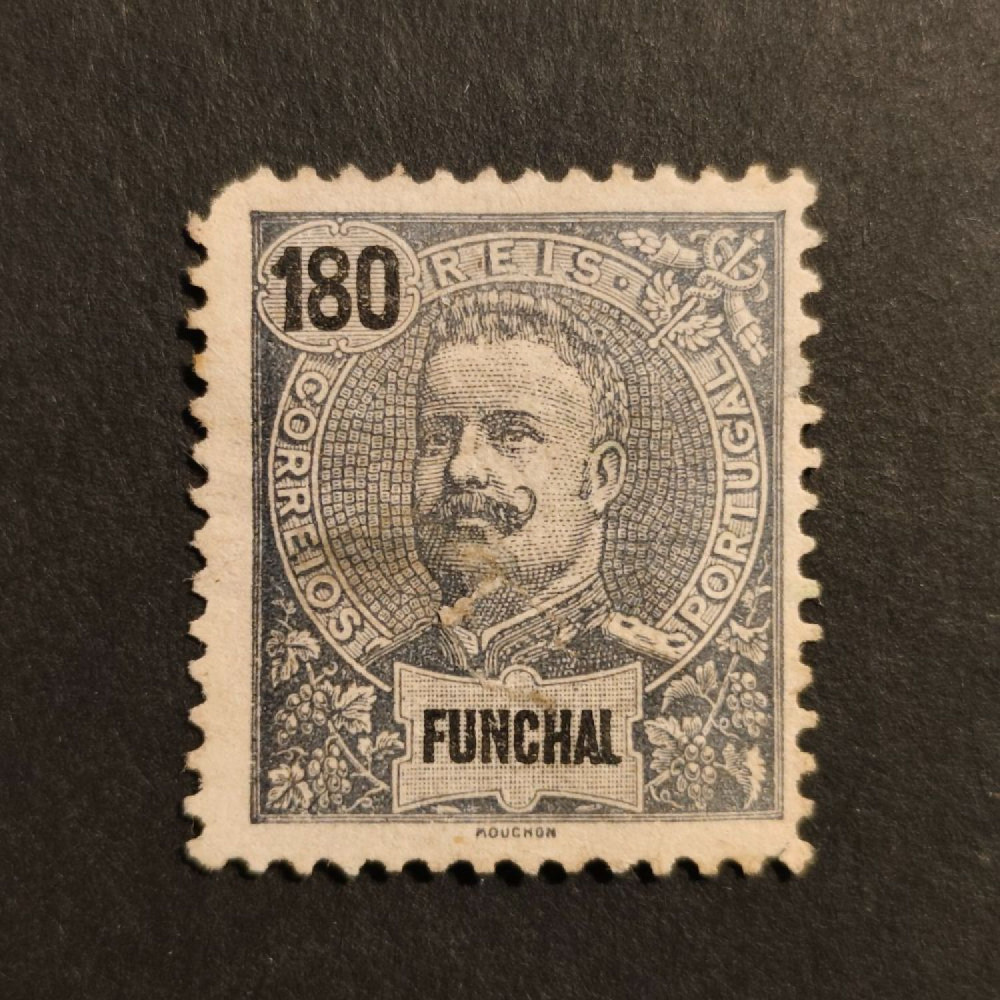 180
REIS.
CORREIOS
PORTUGAL
FUNCHAL
MOUCHON